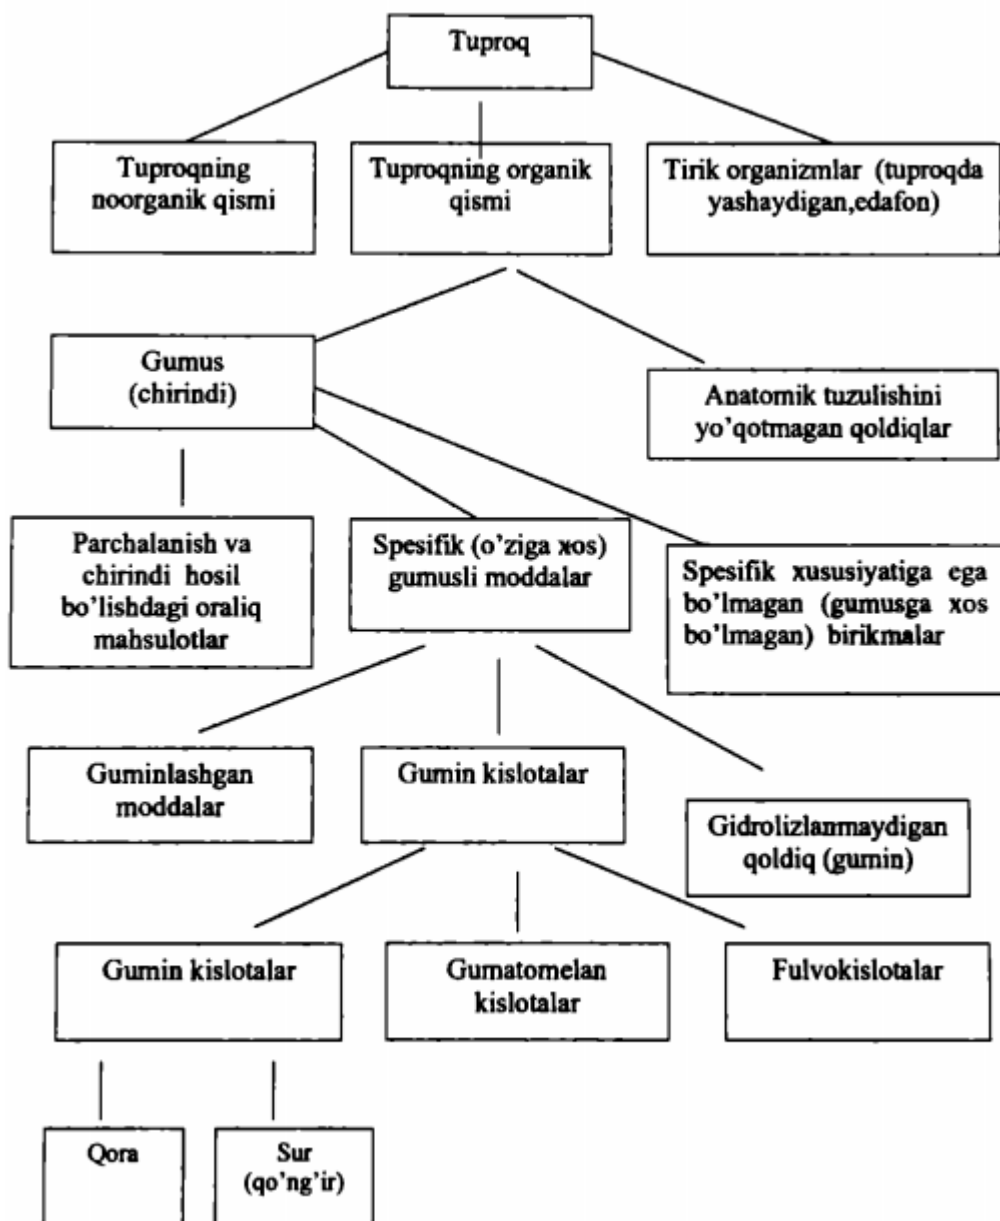 Tuproq
Tuproqning
noorganik qismi
Tuproqning organik
qismi
Tirik organizmlar (tuproqda
yashaydigan,edafon)
Gumus
(chirindi)
Anatomik tuzulishini
yo'qotmagan qoldiqlar
Parchalanish va
chirindi hosil
bo'lishdagi oraliq
mahsulotlar
Spesifik (o'ziga xos)
gumusli moddalar
Spesifik xususiyatiga ega
bo'lmagan (gumusga xos
bo'lmagan) birikmalar
Guminlashgan
moddalar
Gumin kislotalar
Gidrolizlanmaydigan
qoldiq (gumin)
Gumin kislotalar
Gumatomelan
kislotalar
Fulvokislotalar
Qora
Sur
(qo'ng'ir)